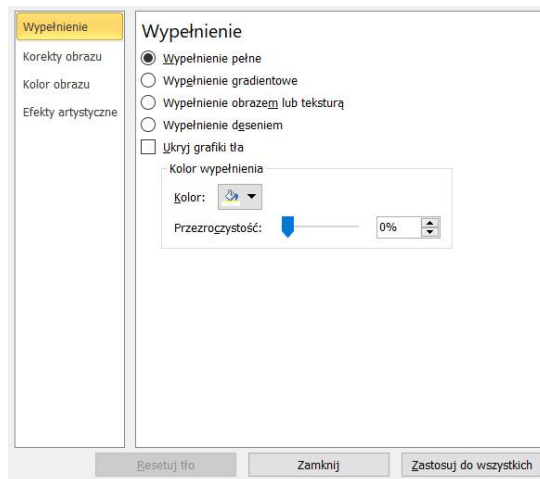 Wypełnienie
Korekty obrazu
Kolor obrazu
Efekty artystyczne
Wypełnienie
Wypełnienie pełne
Wypełnienie gradientowe
Wypełnienie obrazem lub teksturą
Wypełnienie deseniem
Ukryj grafiki tła
Kolor wypełnienia
Kolor:
Przezroczystość: 0%
Resetuj tło Zamknij Zastosuj do wszystkich